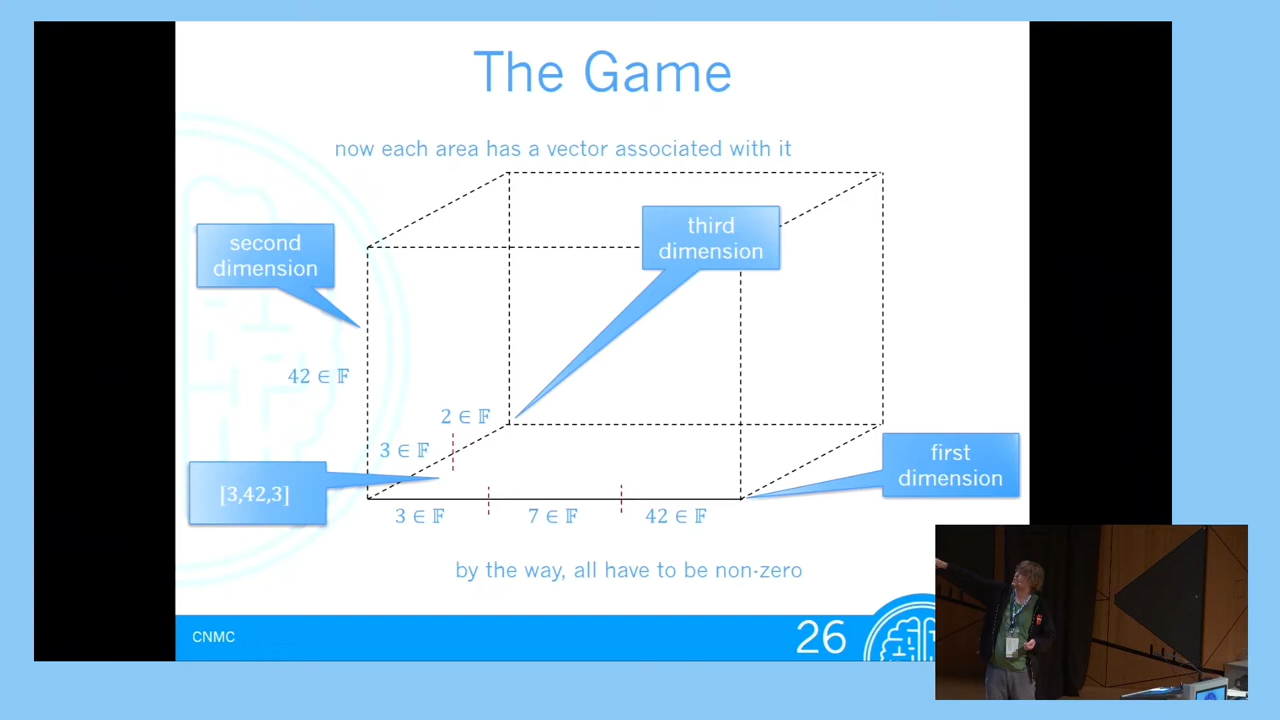 The Game
now each area has a vector associated with it
third
dimension
second
dimension
42 ∈ 𝔽
2 ∈ 𝔽
3 ∈ 𝔽
[3,42,3]
first
dimension
3 ∈ 𝔽
7 ∈ 𝔽
42 ∈ 𝔽
by the way, all have to be non-zero
CNMC
26